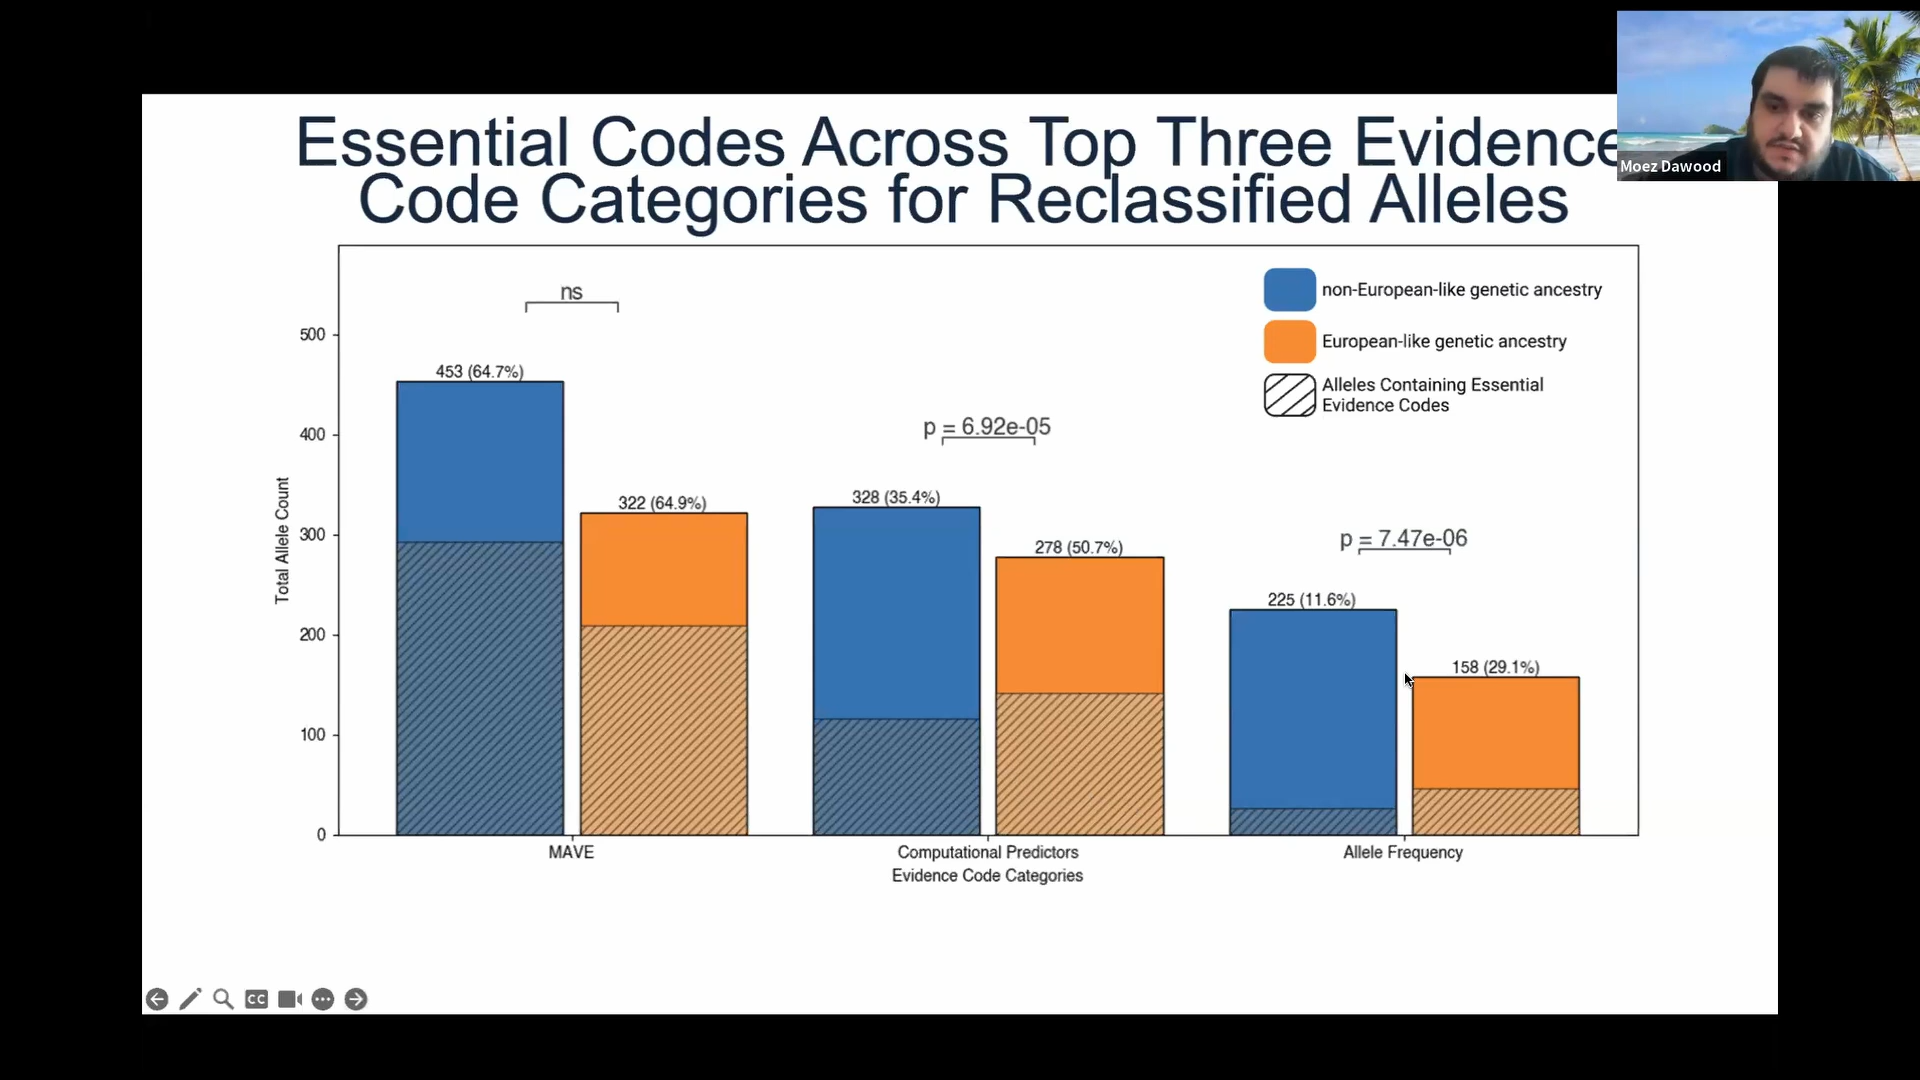 Essential Codes Across Top Three Evidence
Code Categories for Reclassified Alleles
Moez Dawood
non-European-like genetic ancestry
European-like genetic ancestry
Alleles Containing Essential
Evidence Codes
ns
p = 6.92e-05
p = 7.47e-06
453 (64.7%)
322 (64.9%)
328 (35.4%)
278 (50.7%)
225 (11.6%)
158 (29.1%)
Total Allele Count
500
400
300
200
100
0
MAVE
Computational Predictors
Allele Frequency
Evidence Code Categories
CC